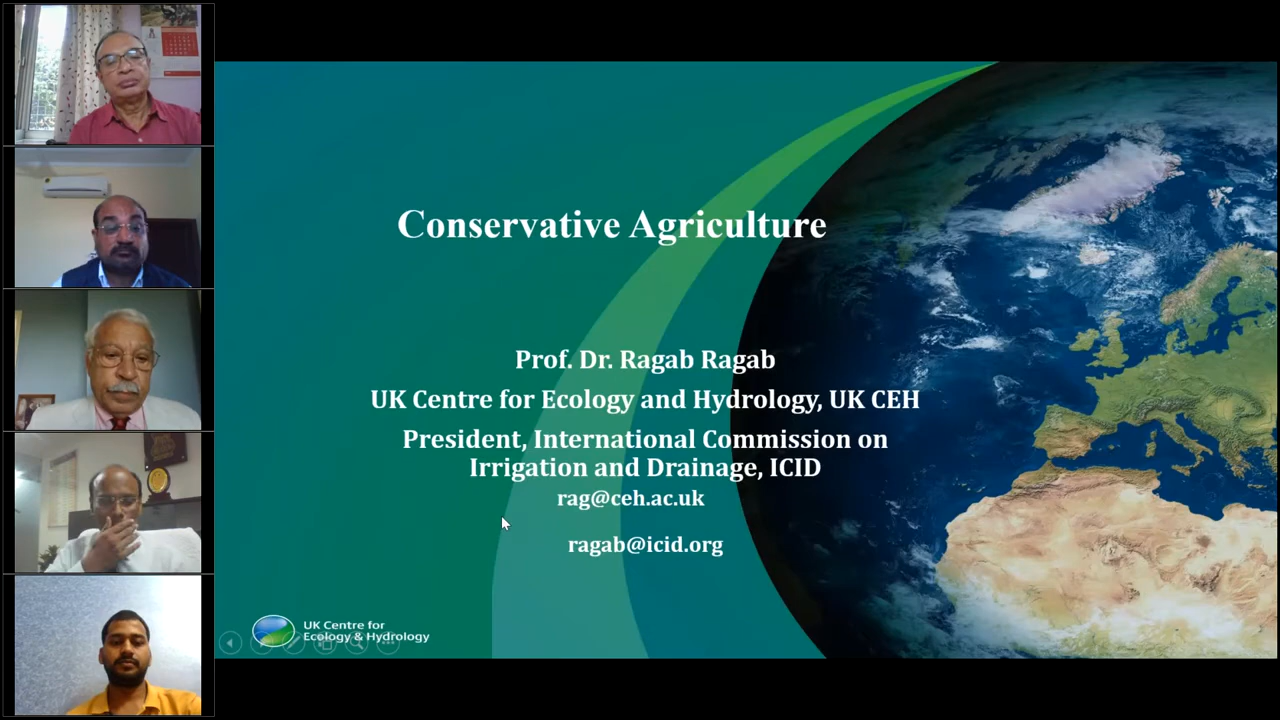 Conservative Agriculture
Prof. Dr. Ragab Ragab
UK Centre for Ecology and Hydrology, UK CEH
President, International Commission on
Irrigation and Drainage, ICID
rag@ceh.ac.uk
ragab@icid.org
UK Centre for
Ecology & Hydrology